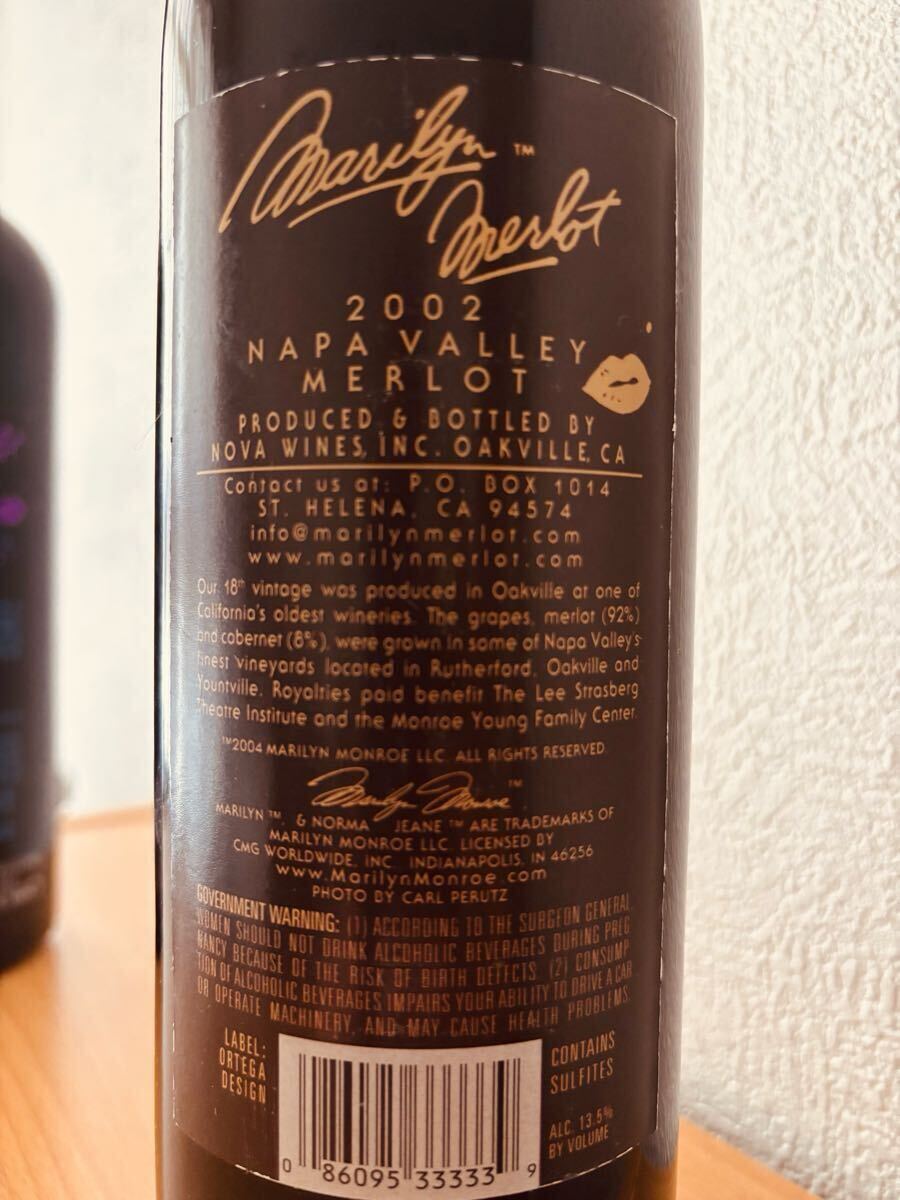 Marilyn ™
Merlot
2002
NAPA VALLEY
MERLOT
PRODUCED & BOTTLED BY
NOVA WINES, INC. OAKVILLE, CA
Contact us at: P.O. BOX 1014
ST. HELENA, CA 94574
info@marilynmerlot.com
www.marilynmerlot.com
Our 18th vintage was produced in Oakville at one of
California's oldest wineries. The grapes, merlot (92%)
and cabernet (8%), were grown in some of Napa Valley's
finest vineyards located in Rutherford, Oakville and
Yountville. Royalties paid benefit The Lee Strasberg
Theatre Institute and the Monroe Young Family Center.
™2004 MARILYN MONROE LLC. ALL RIGHTS RESERVED.
Marilyn Monroe ™
MARILYN ™, & NORMA JEANE ™ ARE TRADEMARKS OF
MARILYN MONROE LLC. LICENSED BY
CMG WORLDWIDE, INC. INDIANAPOLIS, IN 46256
www.MarilynMonroe.com
PHOTO BY CARL PERUTZ
GOVERNMENT WARNING: (1) ACCORDING TO THE SURGEON GENERAL,
WOMEN SHOULD NOT DRINK ALCOHOLIC BEVERAGES DURING PREG
NANCY BECAUSE OF THE RISK OF BIRTH DEFECTS. (2) CONSUMP
TION OF ALCOHOLIC BEVERAGES IMPAIRS YOUR ABILITY TO DRIVE A CAR
OR OPERATE MACHINERY, AND MAY CAUSE HEALTH PROBLEMS.
LABEL:
ORTEGA
DESIGN
CONTAINS
SULFITES
ALC. 13.5%
BY VOLUME
0 86095 33333 9